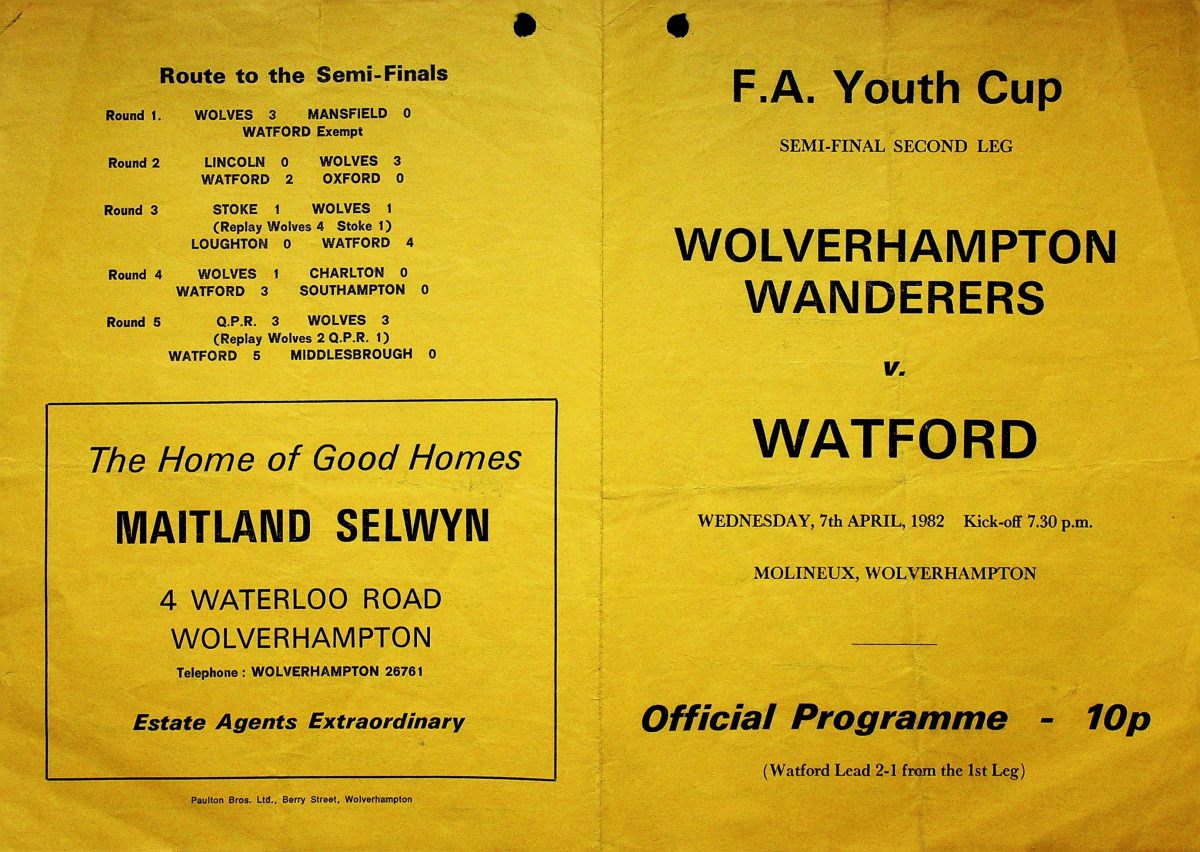 Route to the Semi-Finals
Round 1. WOLVES 3 MANSFIELD 0
WATFORD Exempt
Round 2 LINCOLN 0 WOLVES 3
WATFORD 2 OXFORD 0
Round 3 STOKE 1 WOLVES 1
(Replay Wolves 4 Stoke 1)
LOUGHTON 0 WATFORD 4
Round 4 WOLVES 1 CHARLTON 0
WATFORD 3 SOUTHAMPTON 0
Round 5 Q.P.R. 3 WOLVES 3
(Replay Wolves 2 Q.P.R. 1)
WATFORD 5 MIDDLESBROUGH 0
The Home of Good Homes
MAITLAND SELWYN
4 WATERLOO ROAD
WOLVERHAMPTON
Telephone : WOLVERHAMPTON 26761
Estate Agents Extraordinary
Paulton Bros. Ltd., Berry Street, Wolverhampton
F.A. Youth Cup
SEMI-FINAL SECOND LEG
WOLVERHAMPTON
WANDERERS
v.
WATFORD
WEDNESDAY, 7th APRIL, 1982 Kick-off 7.30 p.m.
MOLINEUX, WOLVERHAMPTON
Official Programme - 10p
(Watford Lead 2-1 from the 1st Leg)